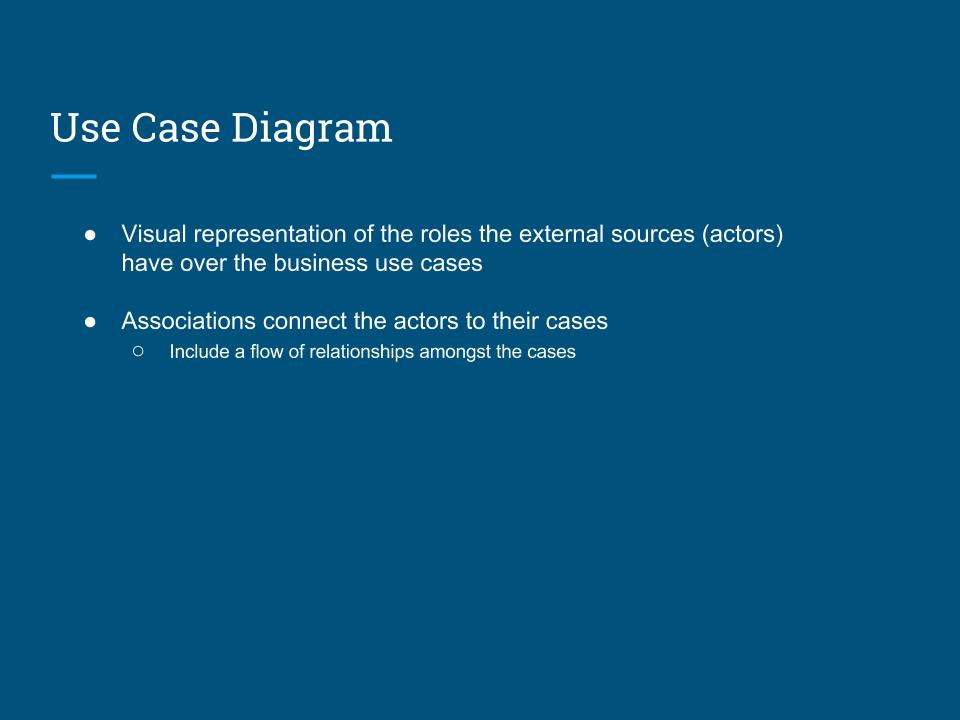 Use Case Diagram
● Visual representation of the roles the external sources (actors)
have over the business use cases
● Associations connect the actors to their cases
○ Include a flow of relationships amongst the cases